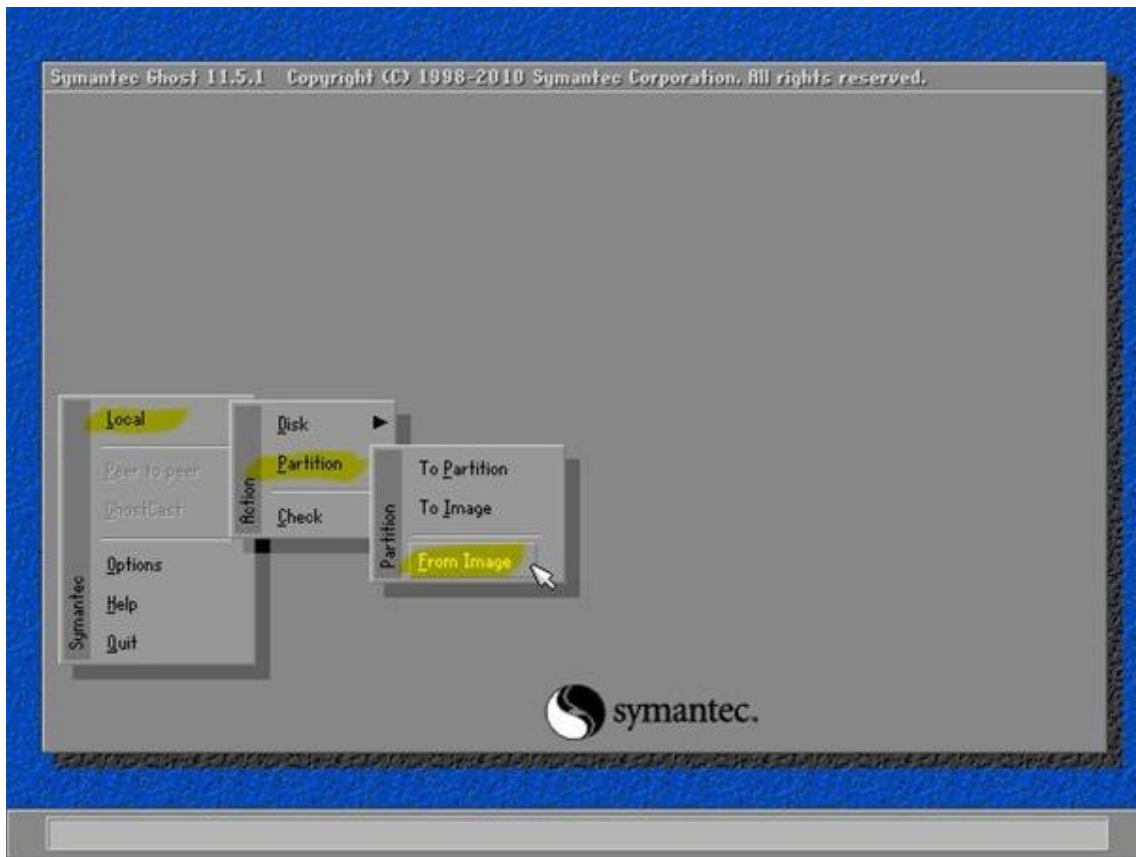 Symantec Ghost 11.5.1 Copyright (C) 1998-2010 Symantec Corporation. All rights reserved.
Symantec
Local
Peer to peer
GhostCast
Options
Help
Quit
Action
Disk
Partition
Check
Partition
To Partition
To Image
From Image
symantec.